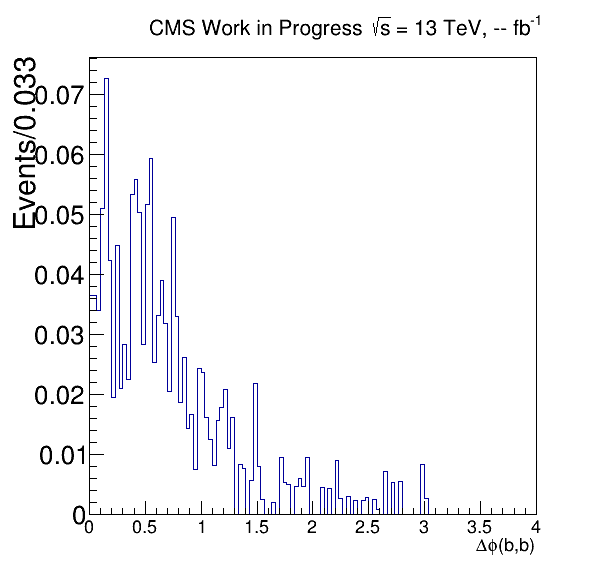 CMS Work in Progress √s = 13 TeV, -- fb⁻¹
Events/0.033
0.07
0.06
0.05
0.04
0.03
0.02
0.01
0
0 0.5 1 1.5 2 2.5 3 3.5 4
Δϕ(b,b)